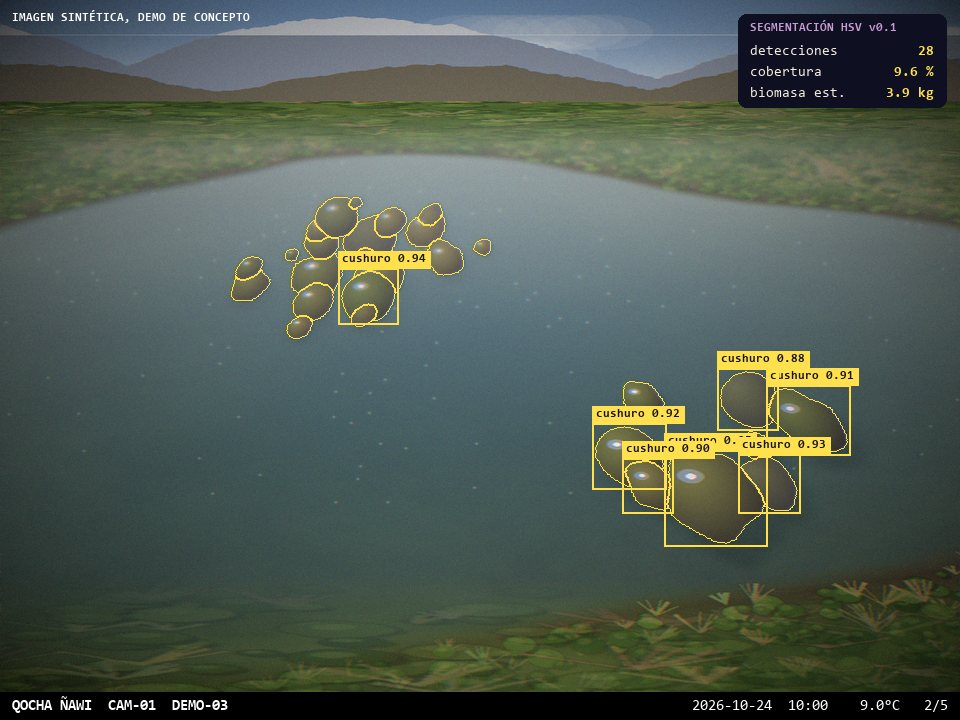 IMAGEN SINTÉTICA, DEMO DE CONCEPTO
SEGMENTACIÓN HSV v0.1
detecciones 28
cobertura 9.6 %
biomasa est. 3.9 kg
cushuro 0.94
cushuro 0.88
cushuro 0.91
cushuro 0.92
cushuro
cushuro 0.90
cushuro 0.93
QOCHA ÑAWI CAM-01 DEMO-03
2026-10-24 10:00 9.0°C 2/5